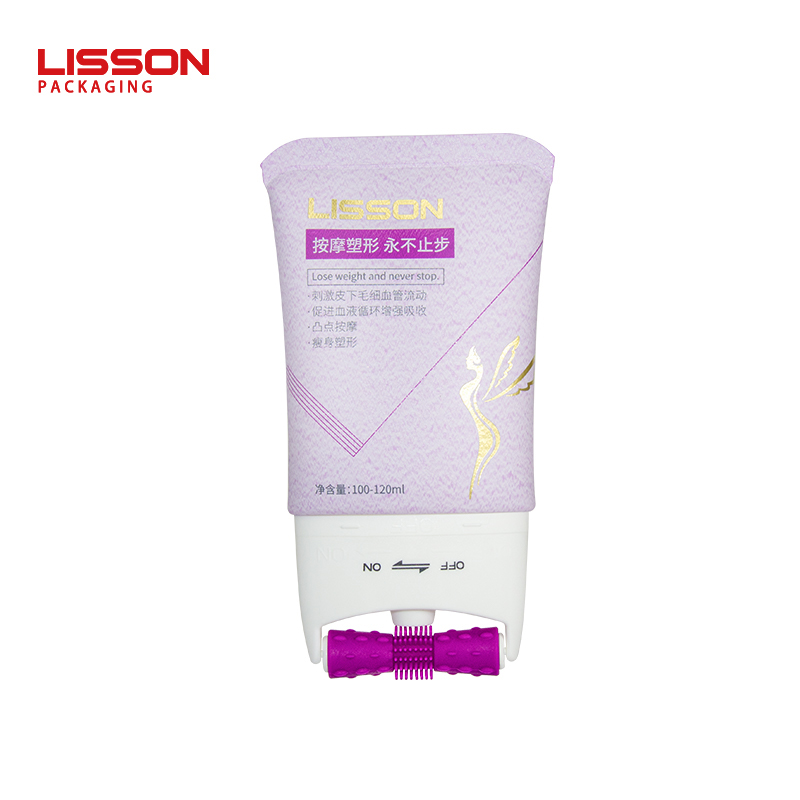 LISSON
PACKAGING
LISSON
按摩塑形 永不止步
Lose weight and never stop.
·刺激皮下毛细血管流动
·促进血液循环增强吸收
·凸点按摩
·瘦身塑形
净含量:100-120ml
OFF ON